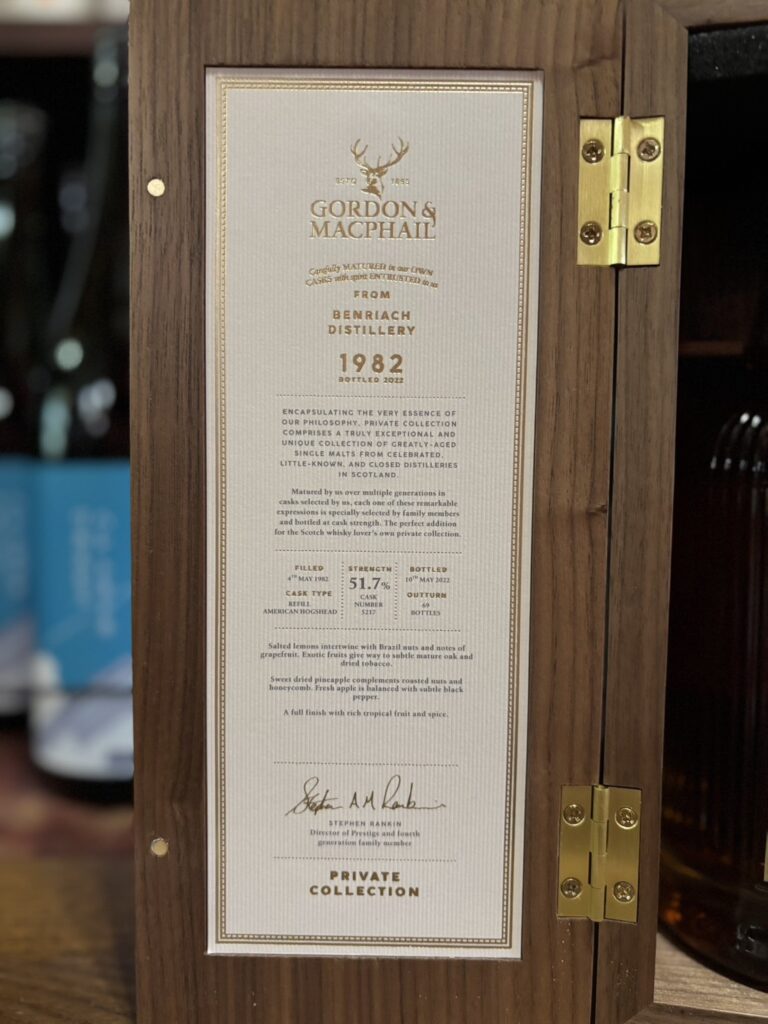 ESTD 1895
GORDON &
MACPHAIL
Carefully MATURED in our OWN
CASKS with spirit ENTRUSTED to us
FROM
BENRIACH
DISTILLERY
1982
BOTTLED 2022
ENCAPSULATING THE VERY ESSENCE OF
OUR PHILOSOPHY, PRIVATE COLLECTION
COMPRISES A TRULY EXCEPTIONAL AND
UNIQUE COLLECTION OF GREATLY-AGED
SINGLE MALTS FROM CELEBRATED,
LITTLE-KNOWN, AND CLOSED DISTILLERIES
IN SCOTLAND.
Matured by us over multiple generations in
casks selected by us, each one of these remarkable
expressions is specially selected by family members
and bottled at cask strength. The perfect addition
for the Scotch whisky lover's own private collection.
FILLED
4TH MAY 1982
CASK TYPE
REFILL
AMERICAN HOGSHEAD
STRENGTH
51.7%
CASK
NUMBER
5217
BOTTLED
10TH MAY 2022
OUTTURN
69
BOTTLES
Salted lemons intertwine with Brazil nuts and notes of
grapefruit. Exotic fruits give way to subtle mature oak and
dried tobacco.
Sweet dried pineapple complements roasted nuts and
honeycomb. Fresh apple is balanced with subtle black
pepper.
A full finish with rich tropical fruit and spice.
Stephen A M Rankin
STEPHEN RANKIN
Director of Prestige and fourth
generation family member
PRIVATE
COLLECTION